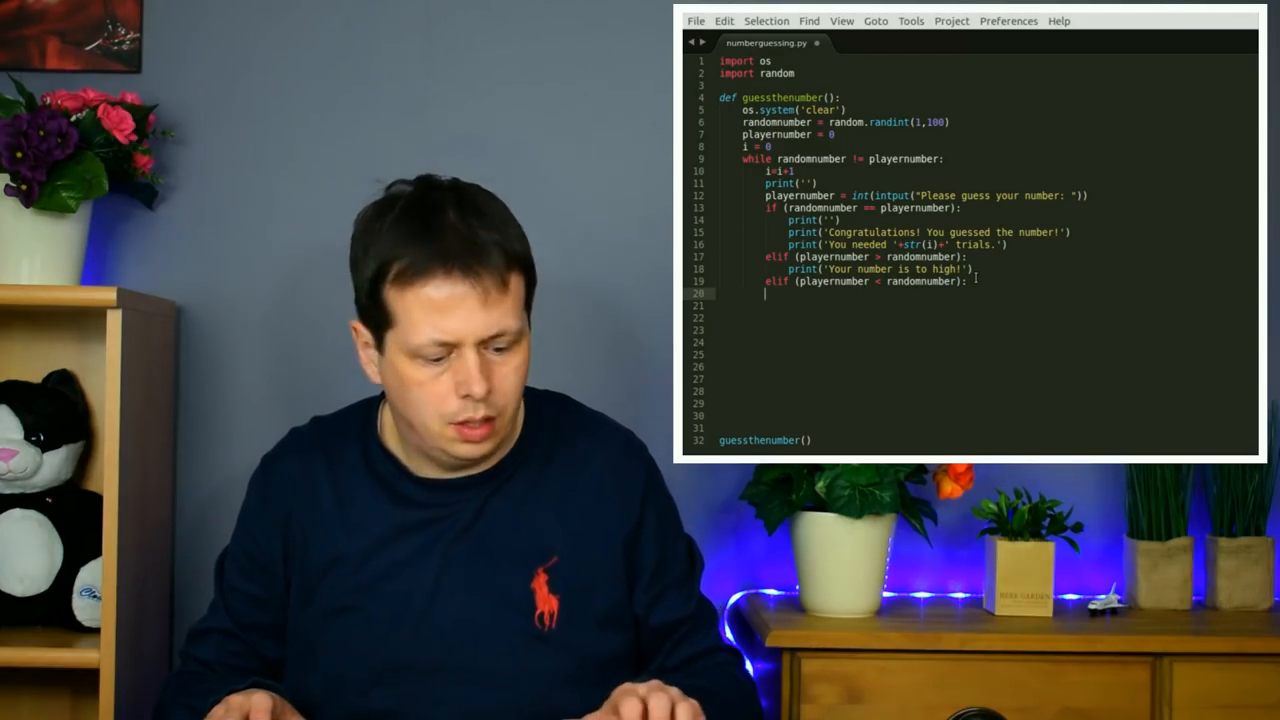 File Edit Selection Find View Goto Tools Project Preferences Help
numberguessing.py
1 import os
2 import random
3
4 def guessthenumber():
5 os.system('clear')
6 randomnumber = random.randint(1,100)
7 playernumber = 0
8 i = 0
9 while randomnumber != playernumber:
10 i=i+1
11 print('')
12 playernumber = int(intput("Please guess your number: "))
13 if (randomnumber == playernumber):
14 print('')
15 print('Congratulations! You guessed the number!')
16 print('You needed '+str(i)+' trials.')
17 elif (playernumber > randomnumber):
18 print('Your number is to high!')
19 elif (playernumber < randomnumber):
20
21
22
23
24
25
26
27
28
29
30
31
32 guessthenumber()
HERB GARDEN